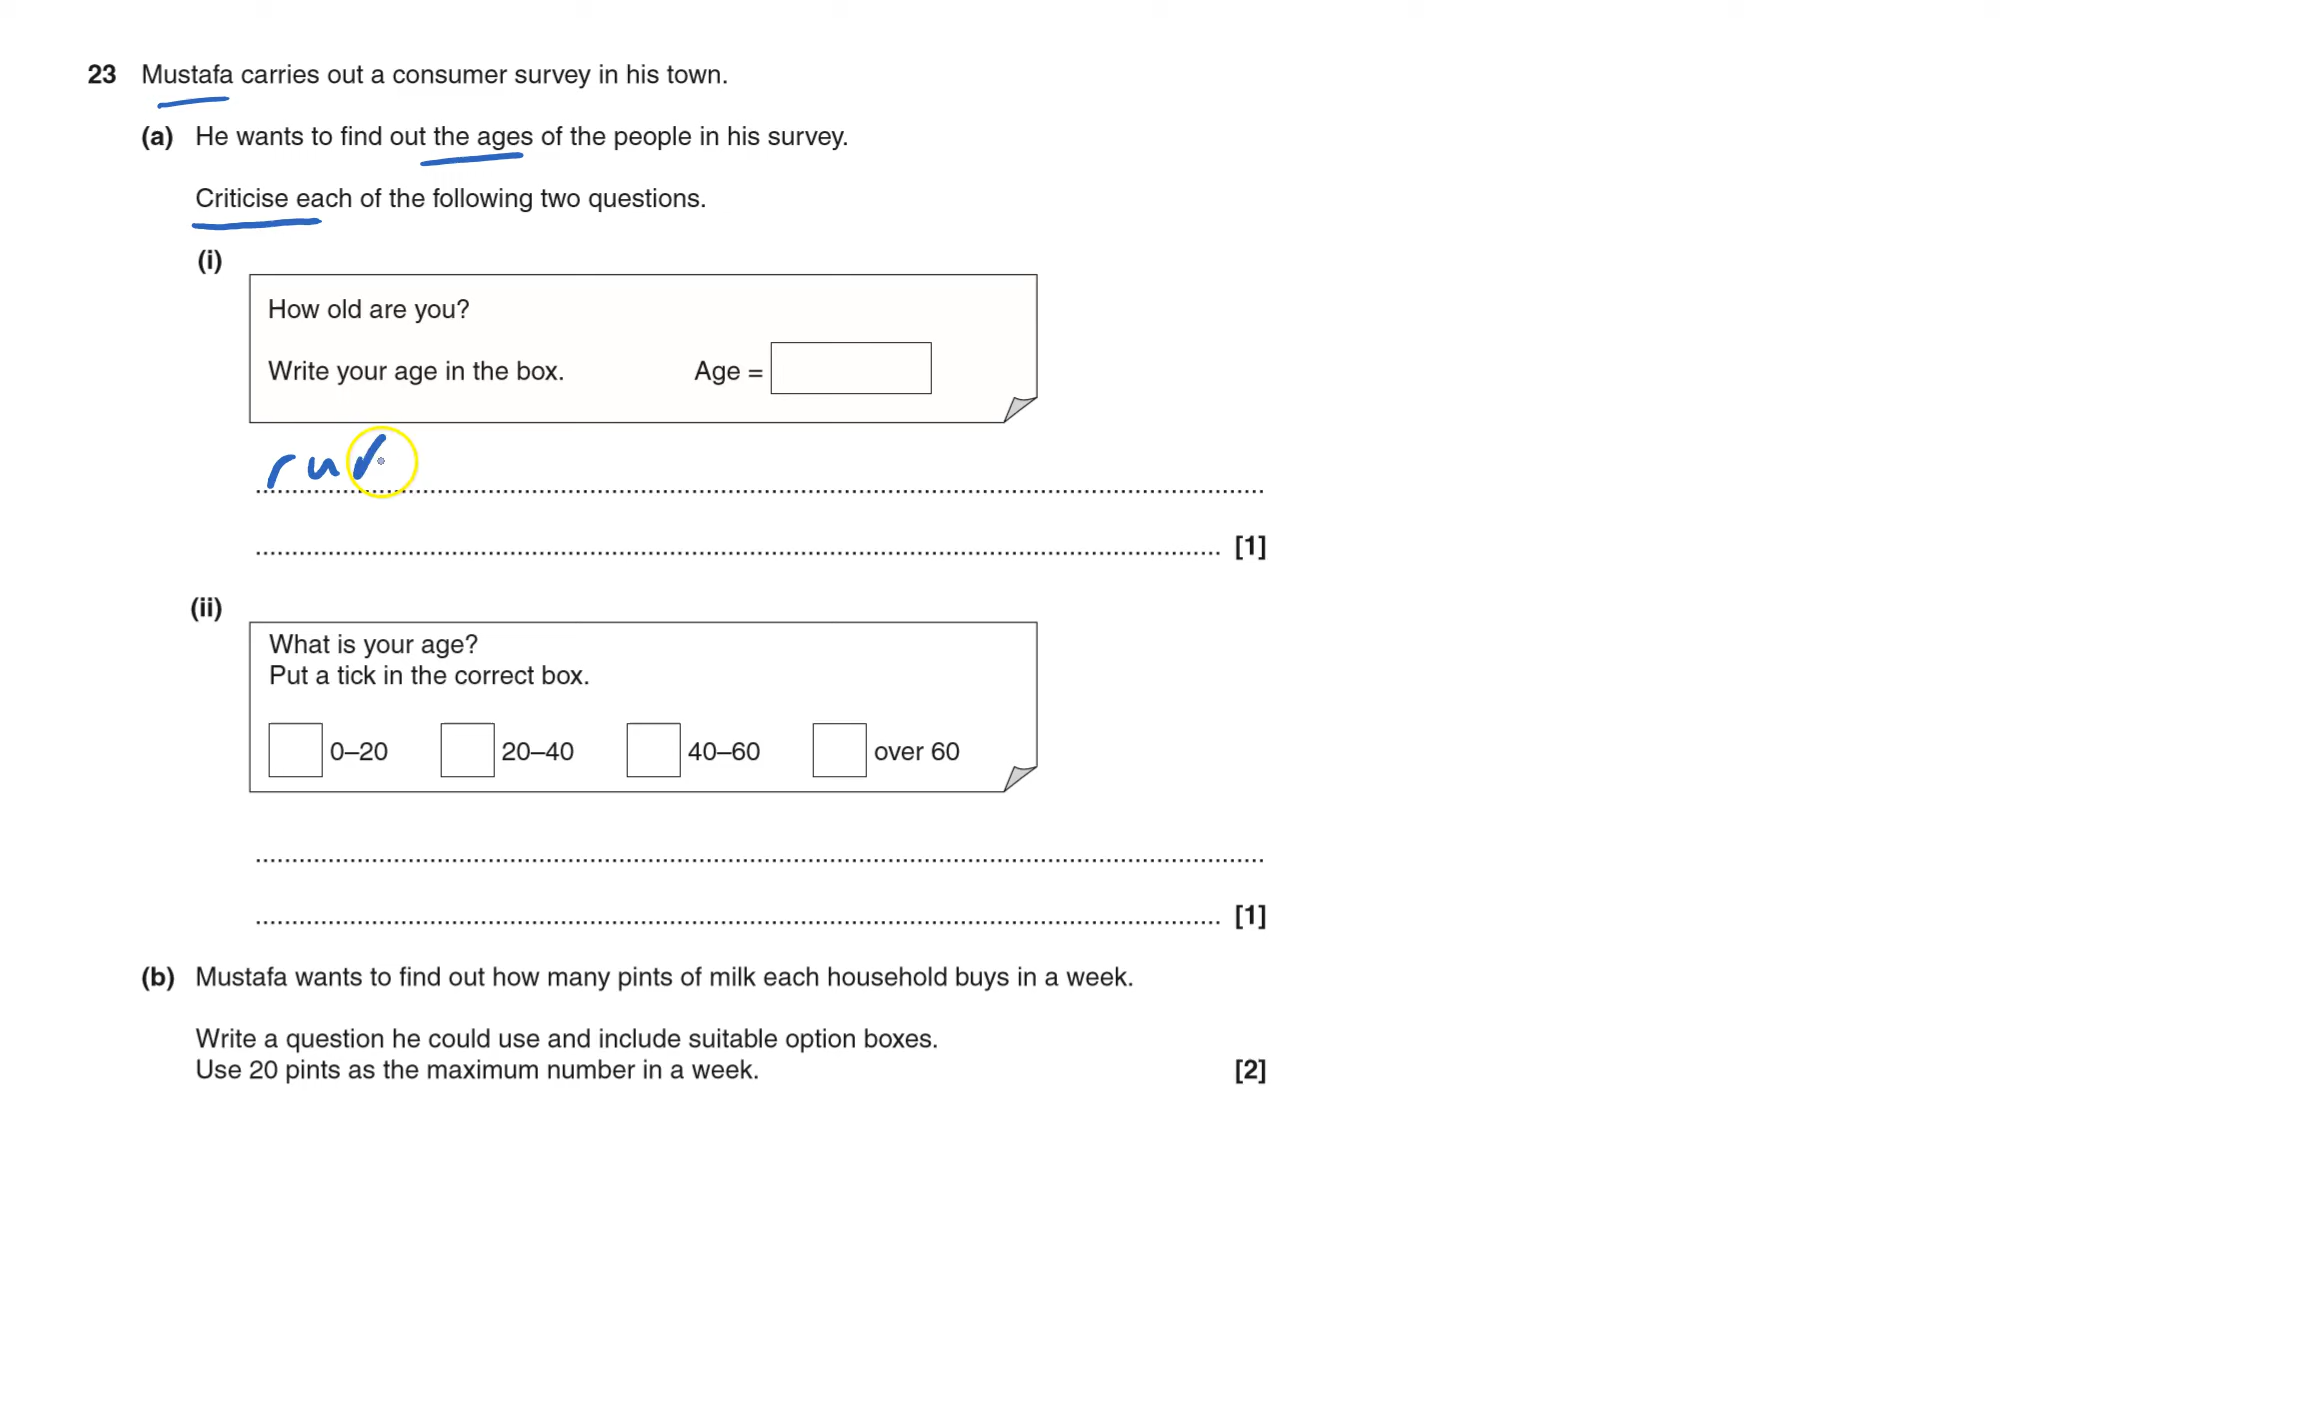 23 Mustafa carries out a consumer survey in his town.
(a) He wants to find out the ages of the people in his survey.
Criticise each of the following two questions.
(i)
How old are you?
Write your age in the box. Age =
[1]
(ii)
What is your age?
Put a tick in the correct box.
0–20 20–40 40–60 over 60
[1]
(b) Mustafa wants to find out how many pints of milk each household buys in a week.
Write a question he could use and include suitable option boxes.
Use 20 pints as the maximum number in a week. [2]